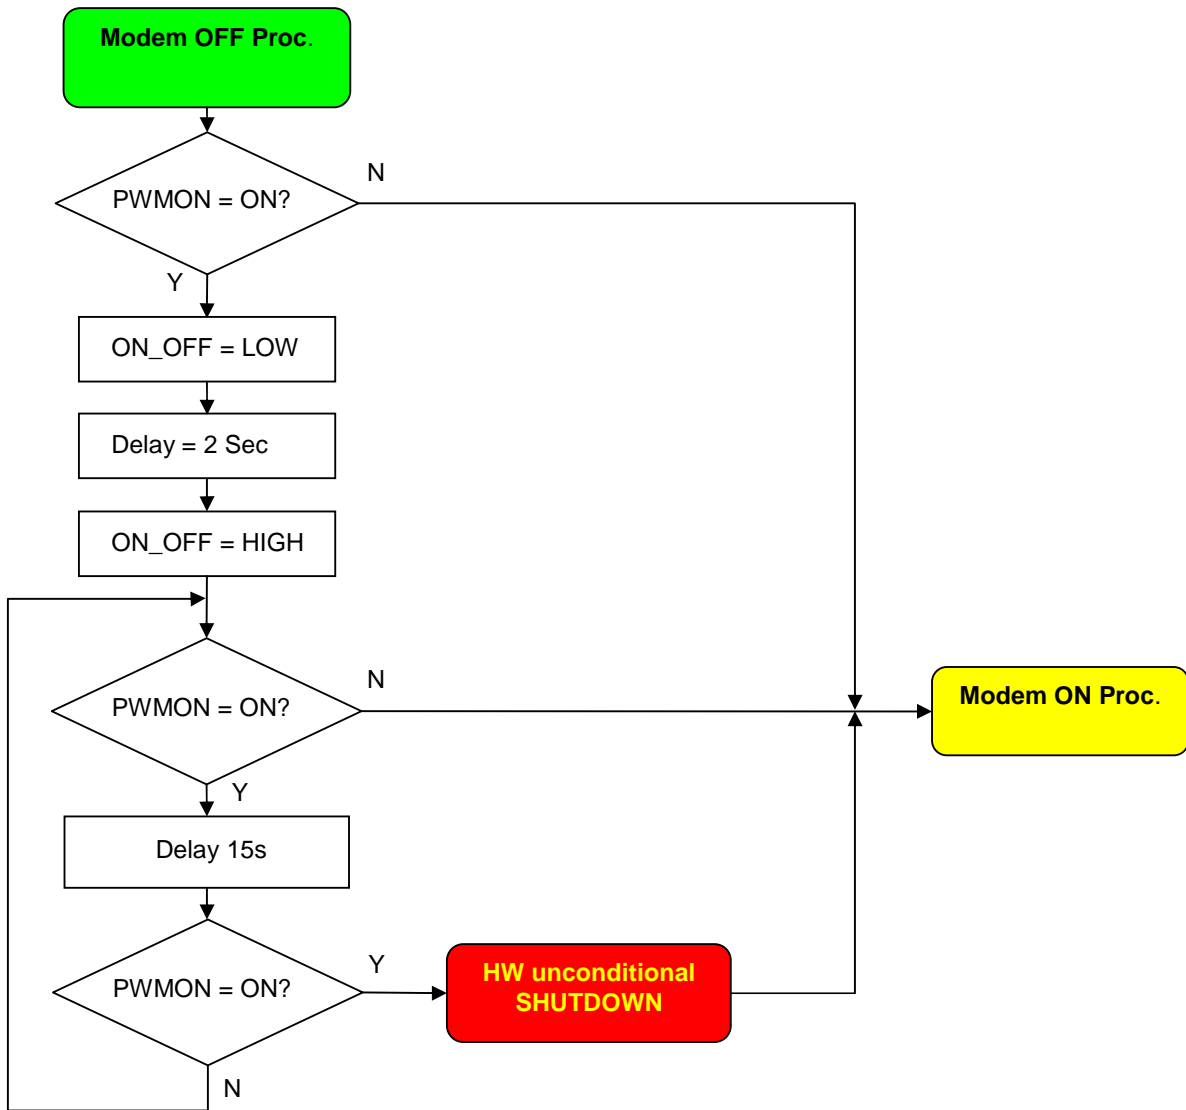 Modem OFF Proc.
PWMON = ON?
N
Y
ON_OFF = LOW
Delay = 2 Sec
ON_OFF = HIGH
PWMON = ON?
N
Modem ON Proc.
Y
Delay 15s
PWMON = ON?
Y
HW unconditional
SHUTDOWN
N